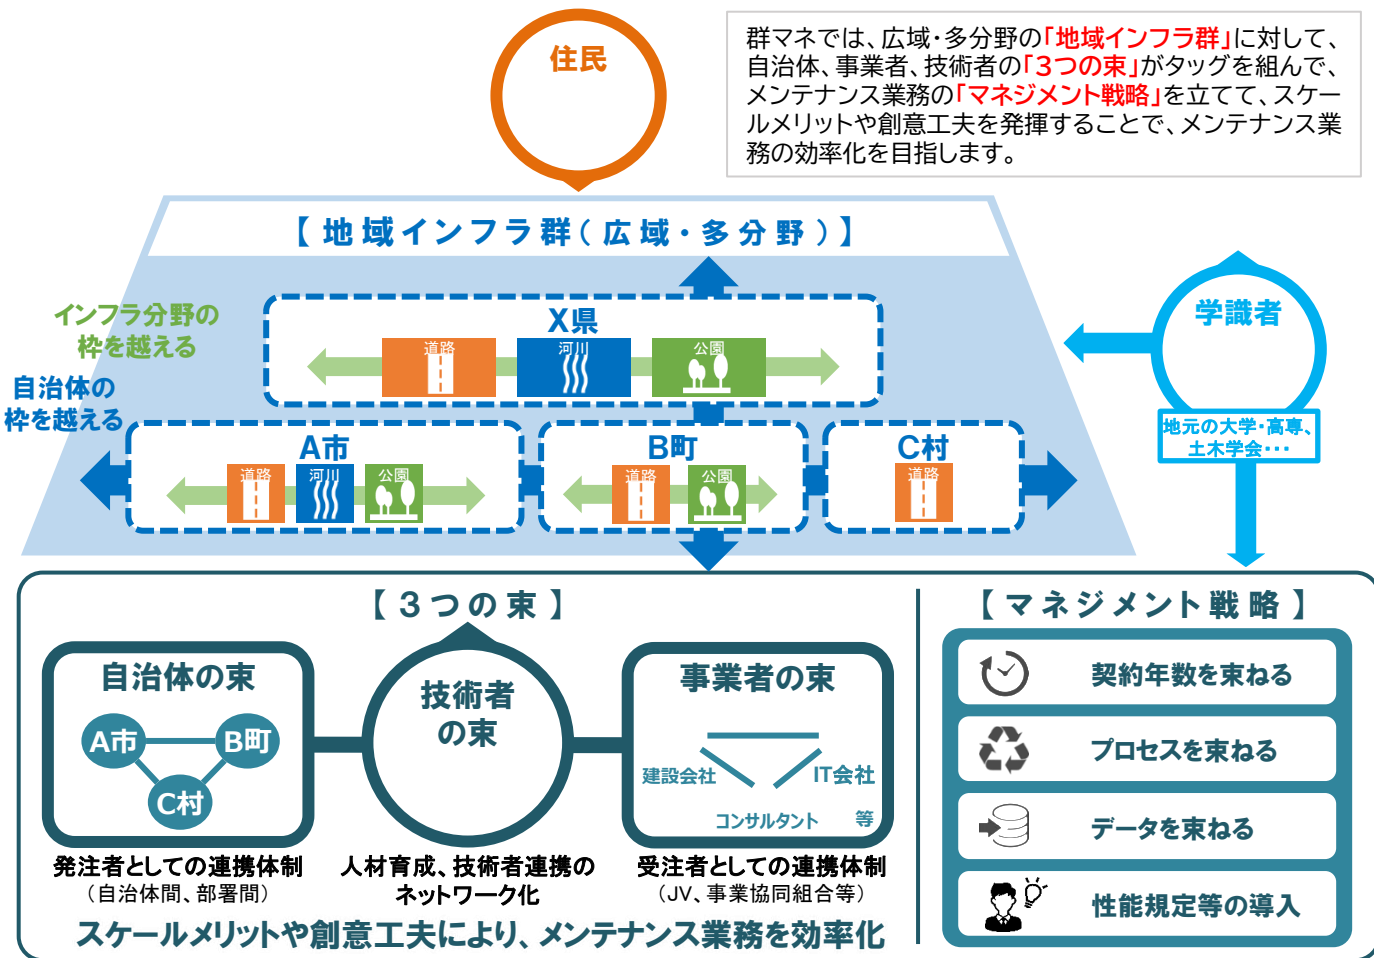 住民
群マネでは、広域・多分野の「地域インフラ群」に対して、
自治体、事業者、技術者の「3つの束」がタッグを組んで、
メンテナンス業務の「マネジメント戦略」を立てて、スケー
ルメリットや創意工夫を発揮することで、メンテナンス業
務の効率化を目指します。
【地域インフラ群(広域・多分野)】
インフラ分野の
枠を越える
自治体の
枠を越える
X県
道路
河川
公園
A市
道路
河川
公園
B町
道路
公園
C村
道路
学識者
地元の大学・高専、
土木学会・・・
【3つの束】
自治体の束
A市
B町
C村
発注者としての連携体制
(自治体間、部署間)
技術者
の束
人材育成、技術者連携の
ネットワーク化
事業者の束
建設会社
IT会社
コンサルタント
等
受注者としての連携体制
(JV、事業協同組合等)
スケールメリットや創意工夫により、メンテナンス業務を効率化
【マネジメント戦略】
契約年数を束ねる
プロセスを束ねる
データを束ねる
性能規定等の導入